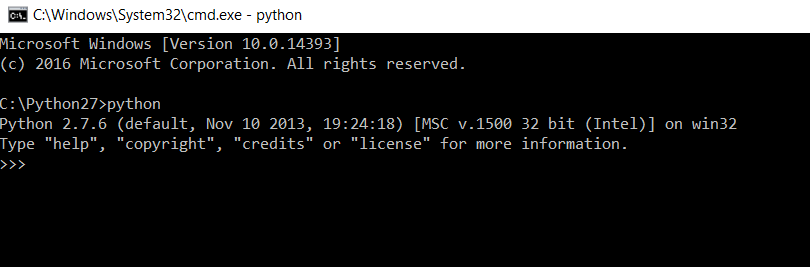 C:\Windows\System32\cmd.exe - python
Microsoft Windows [Version 10.0.14393]
(c) 2016 Microsoft Corporation. All rights reserved.
C:\Python27>python
Python 2.7.6 (default, Nov 10 2013, 19:24:18) [MSC v.1500 32 bit (Intel)] on win32
Type "help", "copyright", "credits" or "license" for more information.
>>>